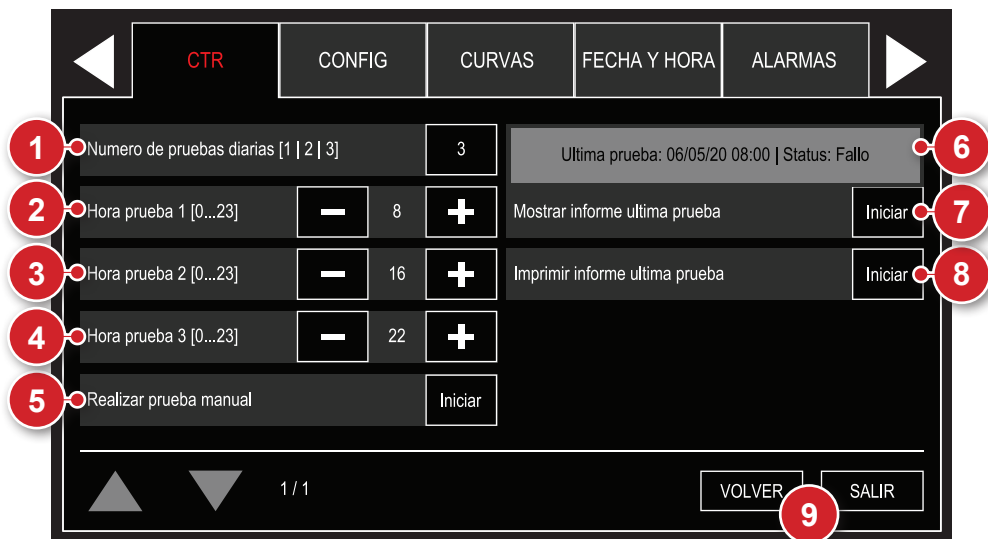 CTR CONFIG CURVAS FECHA Y HORA ALARMAS
1 Numero de pruebas diarias [1 | 2 | 3] 3
2 Hora prueba 1 [0...23] − 8 +
3 Hora prueba 2 [0...23] − 16 +
4 Hora prueba 3 [0...23] − 22 +
5 Realizar prueba manual Iniciar
Ultima prueba: 06/05/20 08:00 | Status: Fallo 6
Mostrar informe ultima prueba Iniciar 7
Imprimir informe ultima prueba Iniciar 8
1 / 1
VOLVER SALIR
9